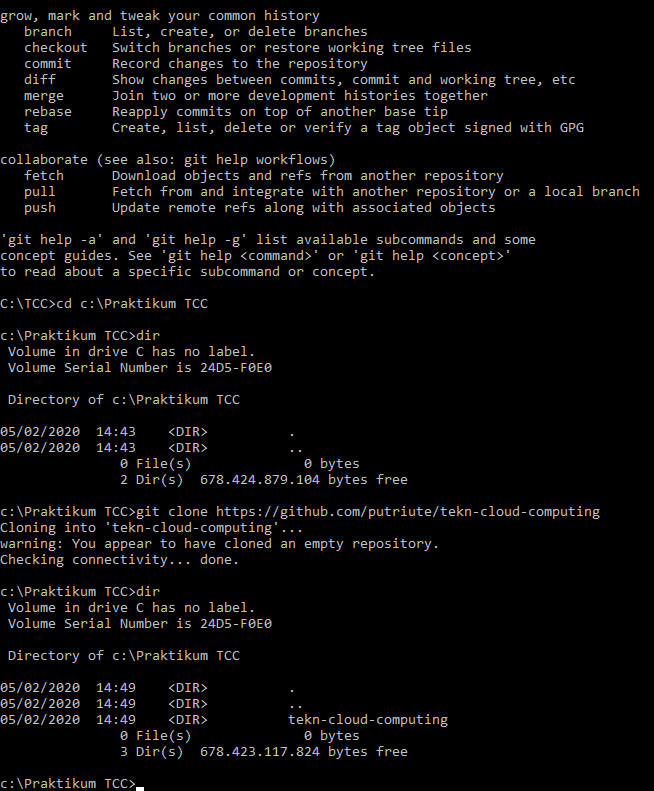 grow, mark and tweak your common history
   branch     List, create, or delete branches
   checkout   Switch branches or restore working tree files
   commit     Record changes to the repository
   diff       Show changes between commits, commit and working tree, etc
   merge      Join two or more development histories together
   rebase     Reapply commits on top of another base tip
   tag        Create, list, delete or verify a tag object signed with GPG

collaborate (see also: git help workflows)
   fetch      Download objects and refs from another repository
   pull       Fetch from and integrate with another repository or a local branch
   push       Update remote refs along with associated objects

'git help -a' and 'git help -g' list available subcommands and some
concept guides. See 'git help <command>' or 'git help <concept>'
to read about a specific subcommand or concept.

C:\TCC>cd c:\Praktikum TCC

c:\Praktikum TCC>dir
 Volume in drive C has no label.
 Volume Serial Number is 24D5-F0E0

 Directory of c:\Praktikum TCC

05/02/2020  14:43    <DIR>          .
05/02/2020  14:43    <DIR>          ..
               0 File(s)              0 bytes
               2 Dir(s)  678.424.879.104 bytes free

c:\Praktikum TCC>git clone https://github.com/putriute/tekn-cloud-computing
Cloning into 'tekn-cloud-computing'...
warning: You appear to have cloned an empty repository.
Checking connectivity... done.

c:\Praktikum TCC>dir
 Volume in drive C has no label.
 Volume Serial Number is 24D5-F0E0

 Directory of c:\Praktikum TCC

05/02/2020  14:49    <DIR>          .
05/02/2020  14:49    <DIR>          ..
05/02/2020  14:49    <DIR>          tekn-cloud-computing
               0 File(s)              0 bytes
               3 Dir(s)  678.423.117.824 bytes free

c:\Praktikum TCC>